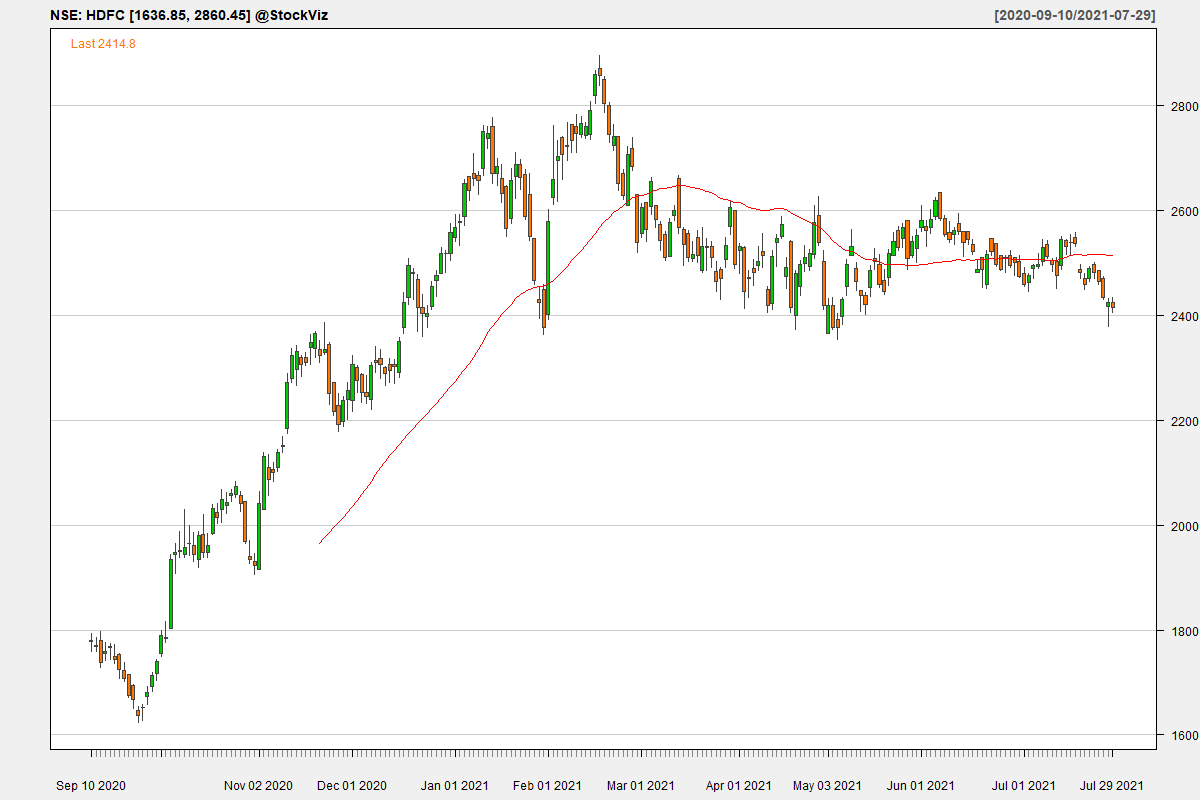 NSE: HDFC [1636.85, 2860.45] @StockViz
[2020-09-10/2021-07-29]
Last 2414.8
2800
2600
2400
2200
2000
1800
1600
Sep 10 2020
Nov 02 2020
Dec 01 2020
Jan 01 2021
Feb 01 2021
Mar 01 2021
Apr 01 2021
May 03 2021
Jun 01 2021
Jul 01 2021
Jul 29 2021